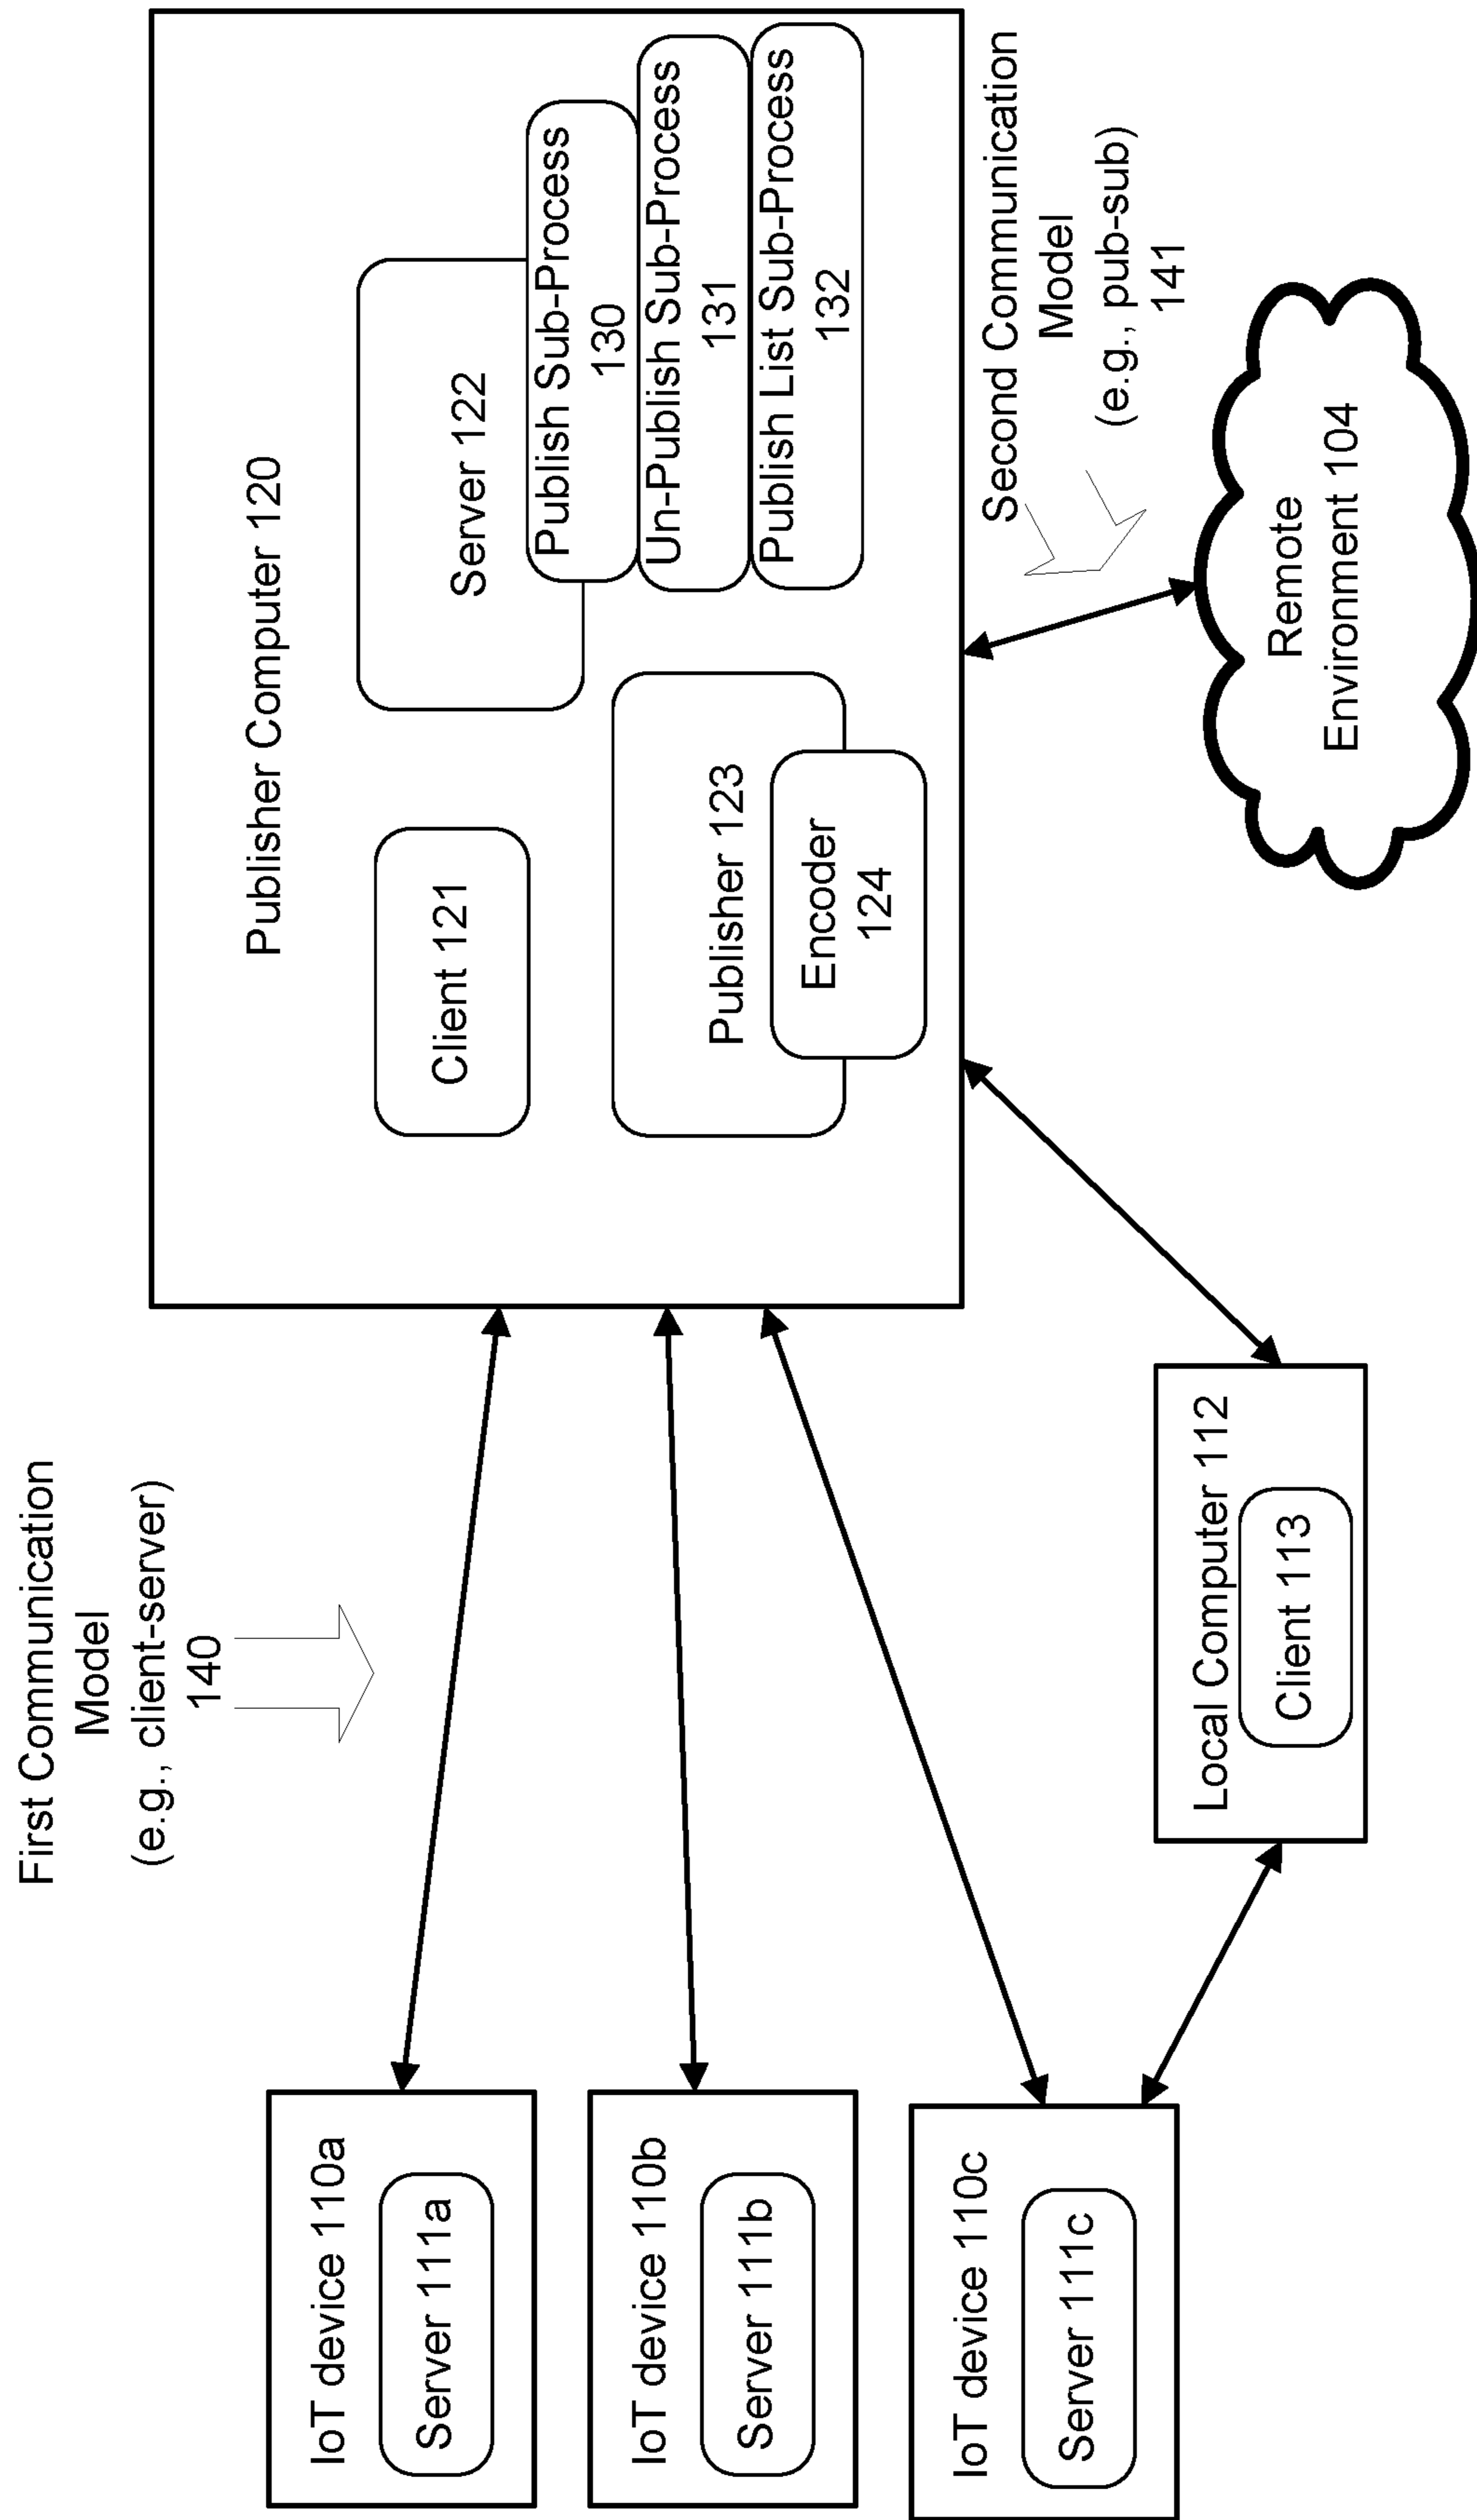 First Communication
Model
(e.g., client-server)
140
IoT device 110a
Server 111a
IoT device 110b
Server 111b
IoT device 110c
Server 111c
Publisher Computer 120
Client 121
Server 122
Publish Sub-Process
130
Un-Publish Sub-Process
131
Publish List Sub-Process
132
Publisher 123
Encoder
124
Local Computer 112
Client 113
Second Communication
Model
(e.g., pub-sub)
141
Remote
Environment 104